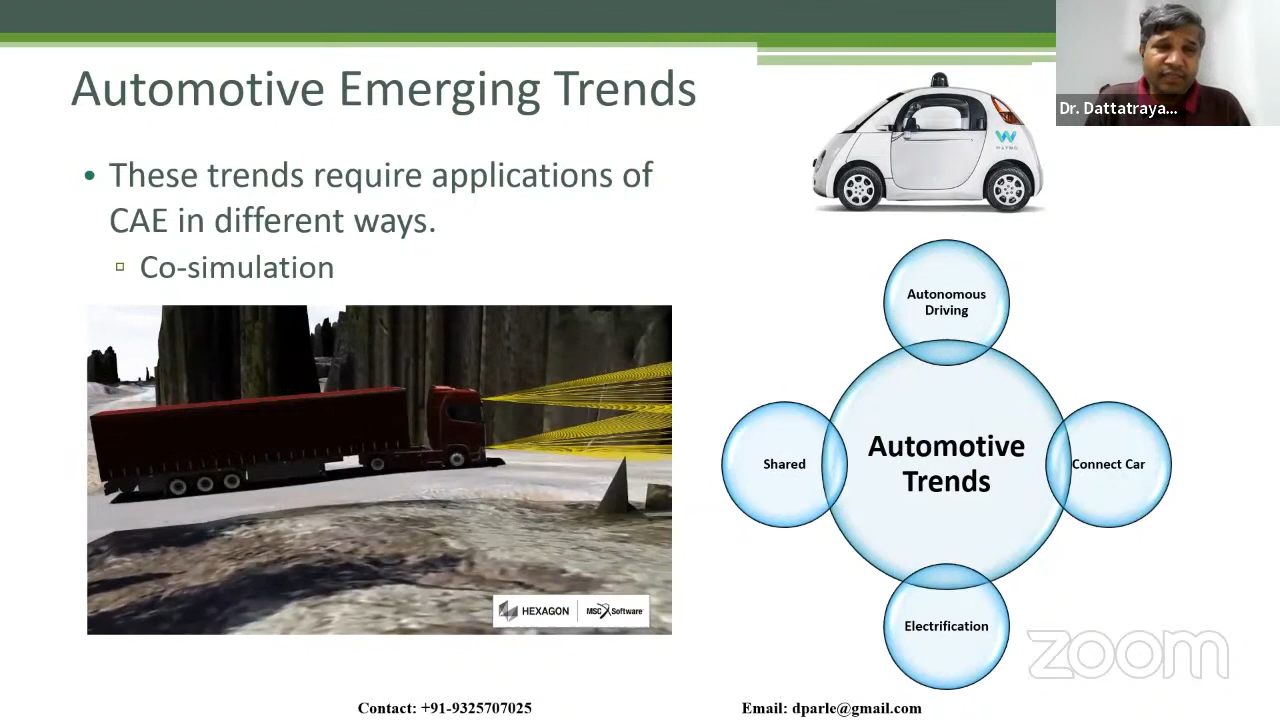 Automotive Emerging Trends
Dr. Dattatraya...
WAYMO
• These trends require applications of
CAE in different ways.
Co-simulation
Autonomous
Driving
Automotive
Trends
Shared
Connect Car
Electrification
HEXAGON
MSC Software
zoom
Contact: +91-9325707025
Email: dparle@gmail.com